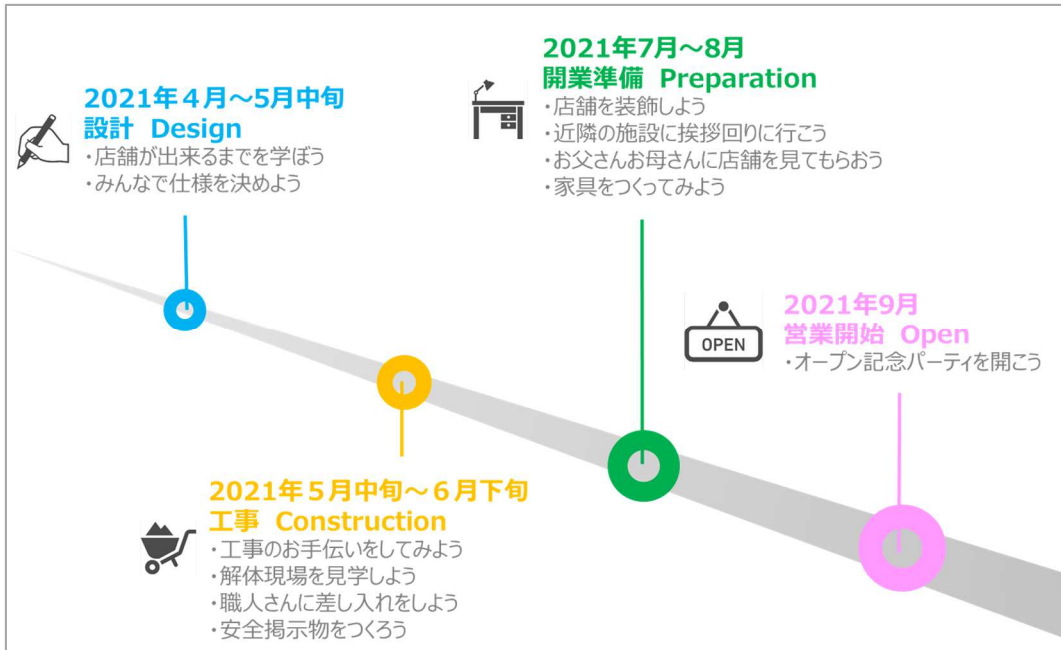 2021年４月～5月中旬
設計 Design
・店舗が出来るまでを学ぼう
・みんなで仕様を決めよう
2021年５月中旬～６月下旬
工事 Construction
・工事のお手伝いをしてみよう
・解体現場を見学しよう
・職人さんに差し入れをしよう
・安全掲示物をつくろう
2021年7月～8月
開業準備 Preparation
・店舗を装飾しよう
・近隣の施設に挨拶回りに行こう
・お父さんお母さんに店舗を見てもらおう
・家具をつくってみよう
OPEN
2021年9月
営業開始 Open
・オープン記念パーティを開こう